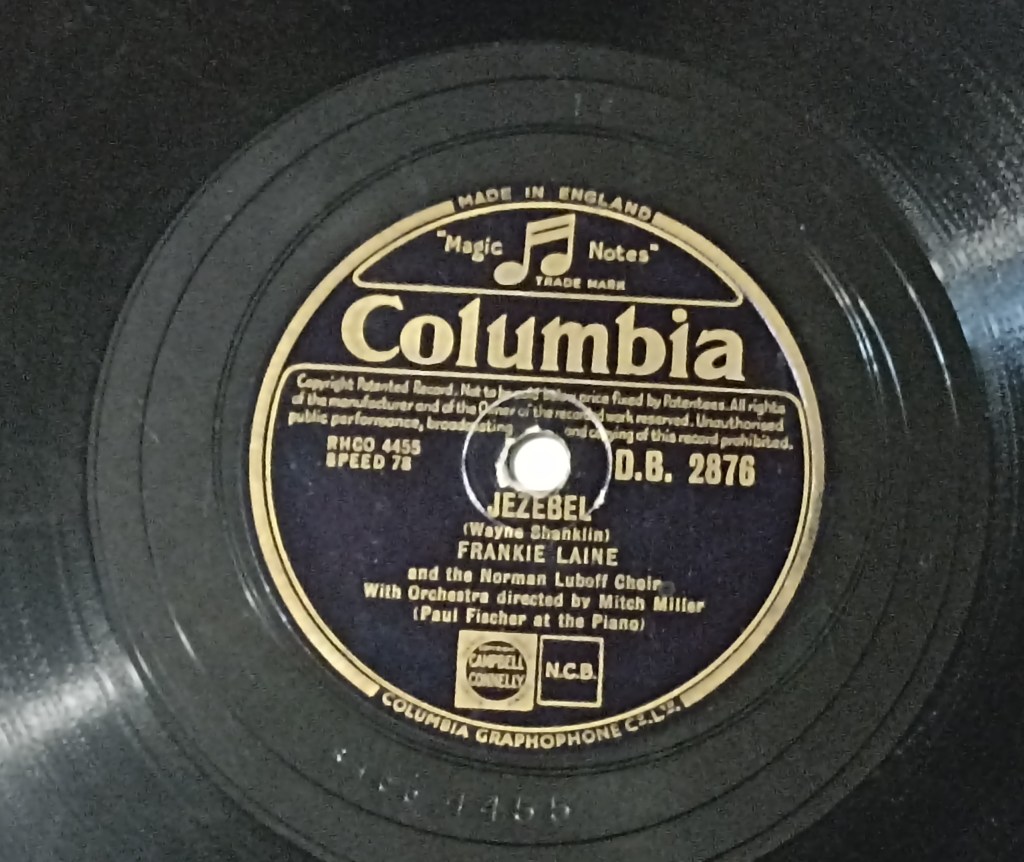 MADE IN ENGLAND
"Magic Notes"
TRADE MARK
Columbia
Copyright Patented Record. Not to be sold below price fixed by Patentees. All rights
of the manufacturer and of the Owner of the recorded work reserved. Unauthorised
public performance, broadcasting and copying of this record prohibited.
RHCO 4455
SPEED 78
D.B. 2876
JEZEBEL
(Wayne Shanklin)
FRANKIE LAINE
and the Norman Luboff Choir
With Orchestra directed by Mitch Miller
(Paul Fischer at the Piano)
CAMPBELL
CONNELLY
N.C.B.
COLUMBIA GRAPHOPHONE Co. LTD.
4455